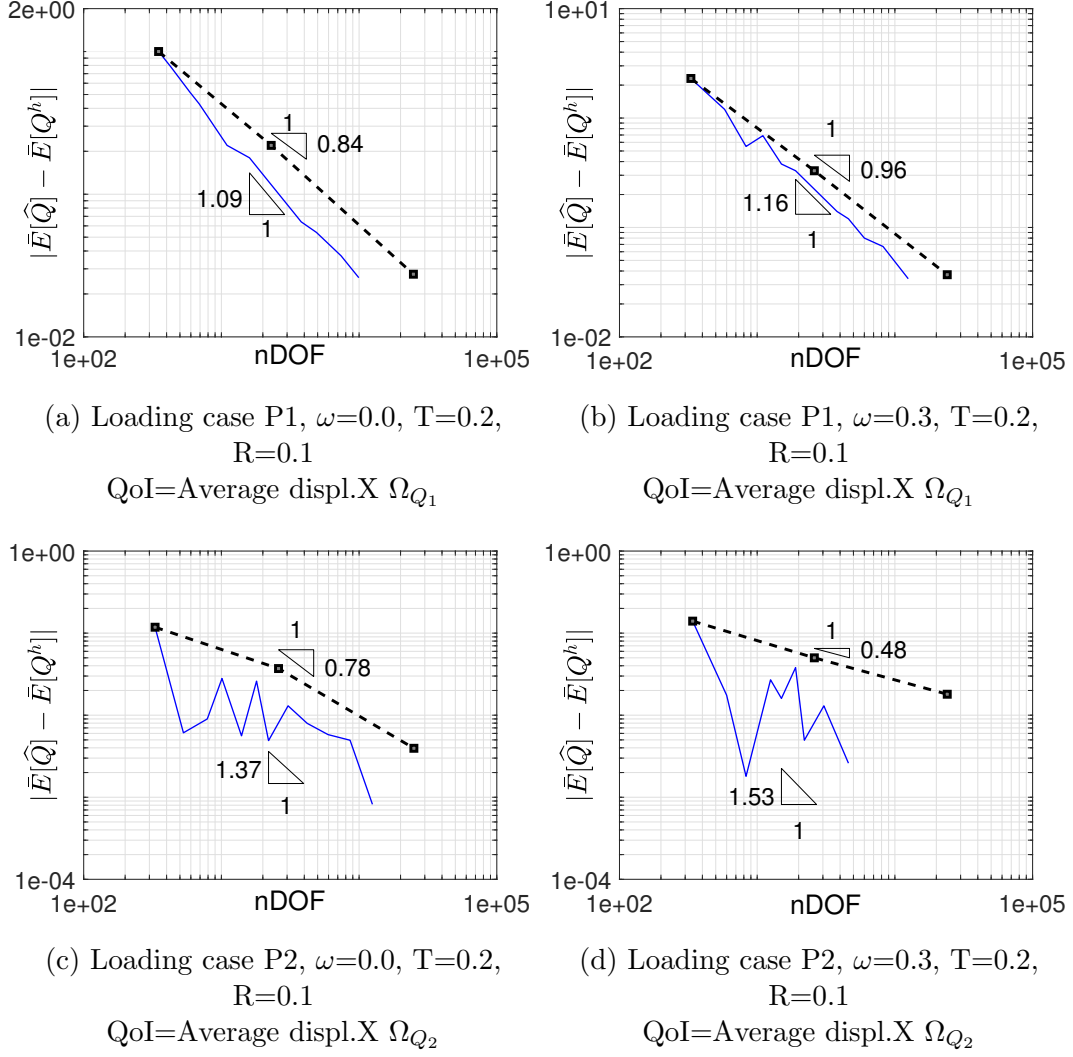 2e+00
|Ē[Q̂] − Ē[Qʰ]|
1
0.84
1.09
1
1e-02
1e+02
nDOF
1e+05
(a) Loading case P1, ω=0.0, T=0.2,
R=0.1
QoI=Average displ.X Ω_{Q_1}
1e+01
|Ē[Q̂] − Ē[Qʰ]|
1
0.96
1.16
1
1e-02
1e+02
nDOF
1e+05
(b) Loading case P1, ω=0.3, T=0.2,
R=0.1
QoI=Average displ.X Ω_{Q_1}
1e+00
|Ē[Q̂] − Ē[Qʰ]|
1
0.78
1.37
1
1e-04
1e+02
nDOF
1e+05
(c) Loading case P2, ω=0.0, T=0.2,
R=0.1
QoI=Average displ.X Ω_{Q_2}
1e+00
|Ē[Q̂] − Ē[Qʰ]|
1
0.48
1.53
1
1e-04
1e+02
nDOF
1e+05
(d) Loading case P2, ω=0.3, T=0.2,
R=0.1
QoI=Average displ.X Ω_{Q_2}